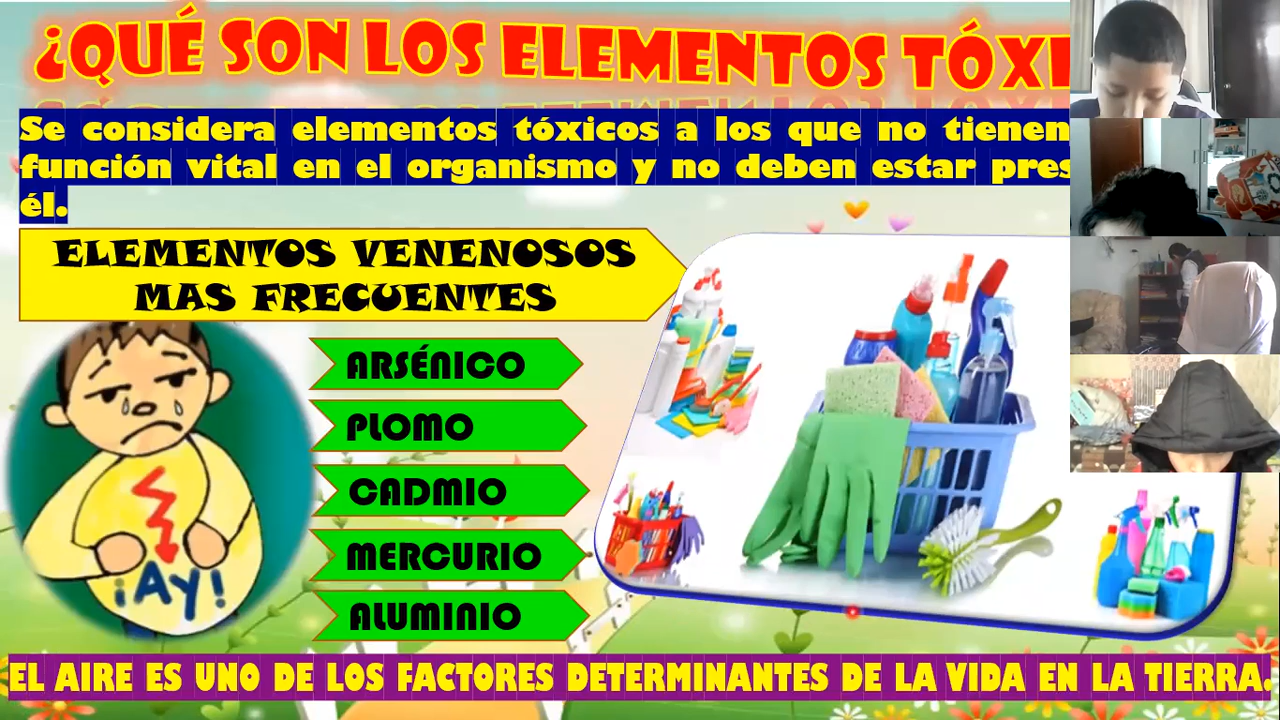 ¿QUÉ SON LOS ELEMENTOS
Se considera elementos tóxicos a los que no tienen
función vital en el organismo y no deben estar
él.
ELEMENTOS VENENOSOS
MAS FRECUENTES
ARSÉNICO
PLOMO
CADMIO
MERCURIO
ALUMINIO
¡AY!
EL AIRE ES UNO DE LOS FACTORES DETERMINANTES DE LA VIDA EN LA TIERRA.